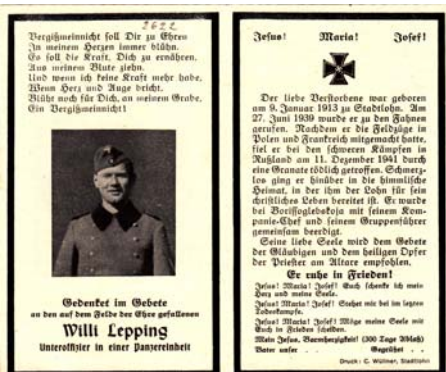 2622
Vergißmeinnicht soll Dir zu Ehren
In meinem Herzen immer blühn.
Es soll die Kraft, Dich zu ernähren,
Aus meinem Blute ziehn.
Und wenn ich keine Kraft mehr habe,
Wenn Herz und Auge bricht.
Blüht noch für Dich, an meinem Grabe,
Ein Vergißmeinnicht!
Gedenket im Gebete
an den auf dem Felde der Ehre gefallenen
Willi Lepping
Unteroffizier in einer Panzereinheit
Jesus! Maria! Josef!
Der liebe Verstorbene war geboren
am 9. Januar 1913 zu Stadtlohn. Am
27. Juni 1939 wurde er zu den Fahnen
gerufen. Nachdem er die Feldzüge in
Polen und Frankreich mitgemacht hatte,
fiel er bei den schweren Kämpfen in
Rußland am 11. Dezember 1941 durch
eine Granate tödlich getroffen. Schmerz-
los ging er hinüber in die himmlische
Heimat, in der ihm der Lohn für sein
christliches Leben bereitet ist. Er wurde
bei Borissoglebskoja mit seinem Kom-
panie-Chef und seinem Gruppenführer
gemeinsam beerdigt.
Seine liebe Seele wird dem Gebete
der Gläubigen und dem heiligen Opfer
der Priester am Altare empfohlen.
Er ruhe in Frieden!
Jesus! Maria! Josef! Euch schenke ich mein
Herz und meine Seele.
Jesus! Maria! Josef! Stehet mir bei im letzten
Todeskampfe.
Jesus! Maria! Josef! Möge meine Seele mit
Euch in Frieden scheiden.
Mein Jesus, Barmherzigkeit! (300 Tage Ablaß)
Vater unser . . Gegrüßet . .
Druck: C. Wüllner, Stadtlohn